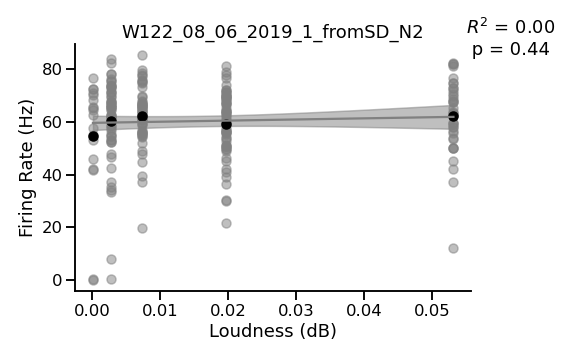 W122_08_06_2019_1_fromSD_N2
R² = 0.00
p = 0.44
Firing Rate (Hz)
80
60
40
20
0
0.00 0.01 0.02 0.03 0.04 0.05
Loudness (dB)